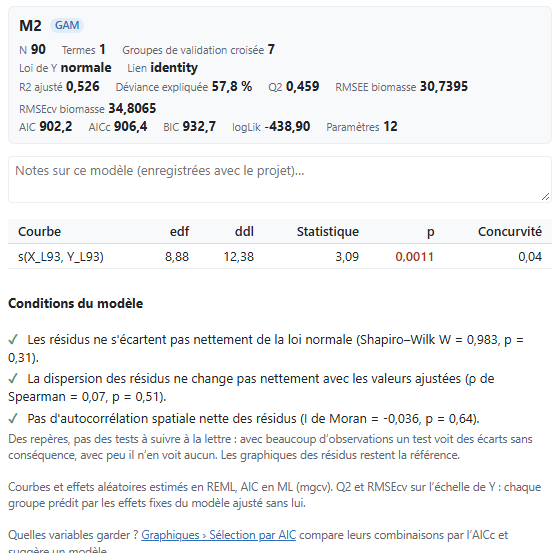 M2 GAM
N 90 Termes 1 Groupes de validation croisée 7
Loi de Y normale Lien identity
R2 ajusté 0,526 Déviance expliquée 57,8 % Q2 0,459 RMSEE biomasse 30,7395
RMSEcv biomasse 34,8065
AIC 902,2 AICc 906,4 BIC 932,7 logLik -438,90 Paramètres 12
Notes sur ce modèle (enregistrées avec le projet)...
Courbe edf ddl Statistique p Concurvité
s(X_L93, Y_L93) 8,88 12,38 3,09 0,0011 0,04
Conditions du modèle
✓ Les résidus ne s'écartent pas nettement de la loi normale (Shapiro–Wilk W = 0,983, p =
0,31).
✓ La dispersion des résidus ne change pas nettement avec les valeurs ajustées (ρ de
Spearman = 0,07, p = 0,51).
✓ Pas d'autocorrélation spatiale nette des résidus (I de Moran = -0,036, p = 0,64).
Des repères, pas des tests à suivre à la lettre : avec beaucoup d'observations un test voit des écarts sans
conséquence, avec peu il n'en voit aucun. Les graphiques des résidus restent la référence.
Courbes et effets aléatoires estimés en REML, AIC en ML (mgcv). Q2 et RMSEcv sur l'échelle de Y : chaque
groupe prédit par les effets fixes du modèle ajusté sans lui.
Quelles variables garder ? Graphiques › Sélection par AIC compare leurs combinaisons par l'AICc et
suggère un modèle.